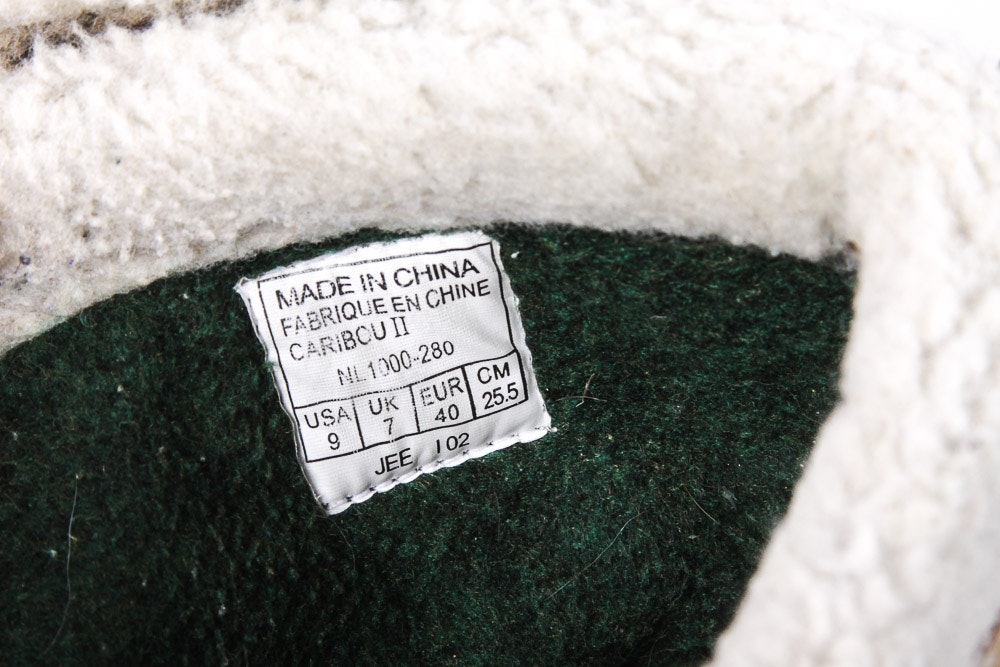 MADE IN CHINA
FABRIQUE EN CHINE
CARIBOU II
NL1000-280
USA UK EUR CM
9 7 40 25.5
JEE I 02